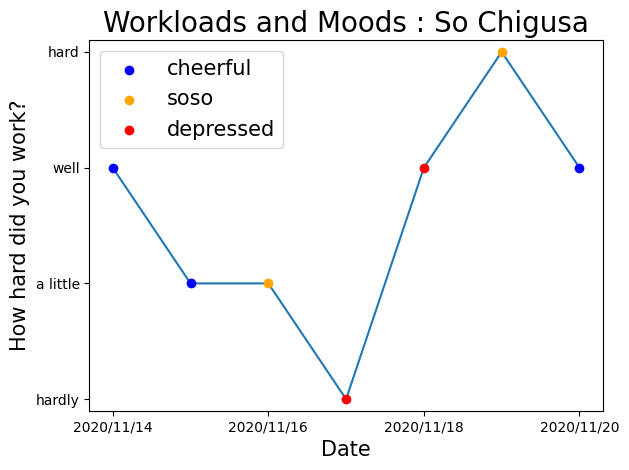 Workloads and Moods : So Chigusa
cheerful
soso
depressed
How hard did you work?
hard
well
a little
hardly
2020/11/14 2020/11/16 2020/11/18 2020/11/20
Date